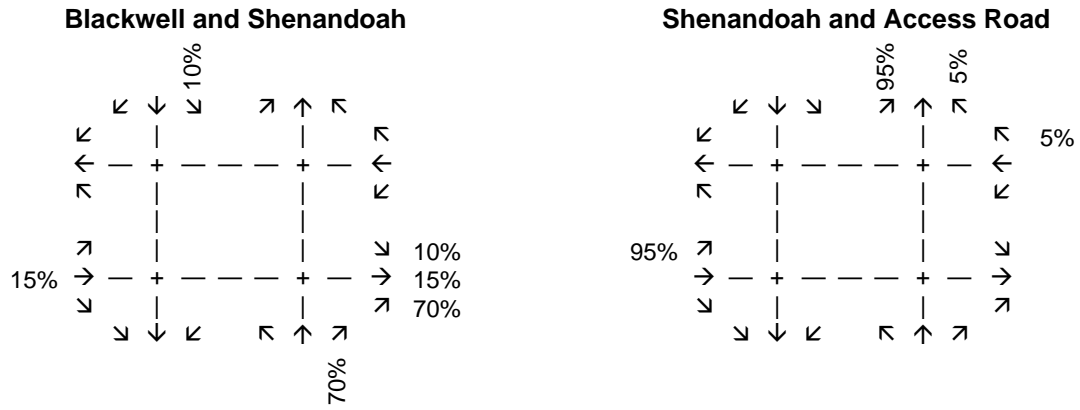 Blackwell and Shenandoah
10%
↙ ↓ ↘ ↗ ↑ ↖
↙ | | ↖
← — + — — — — + — ←
↖ | | ↙
| |
↗ | | ↘ 10%
15% → — + — — — — + — → 15%
↘ | | ↗ 70%
↘ ↓ ↙ ↖ ↑ ↗
70%
Shenandoah and Access Road
95% 5%
↙ ↓ ↘ ↗ ↑ ↖
↙ | | ↖ 5%
← — + — — — — + — ←
↖ | | ↙
| |
95% ↗ | | ↘
→ — + — — — — + — →
↘ | | ↗
↘ ↓ ↙ ↖ ↑ ↗